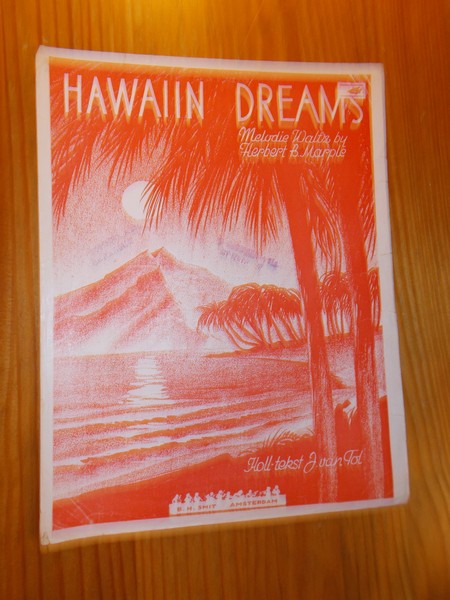 HAWAIIN DREAMS
Melodie Waltz by
Herbert B. Marple
Holl. tekst J. van Tol
B. H. SMIT AMSTERDAM